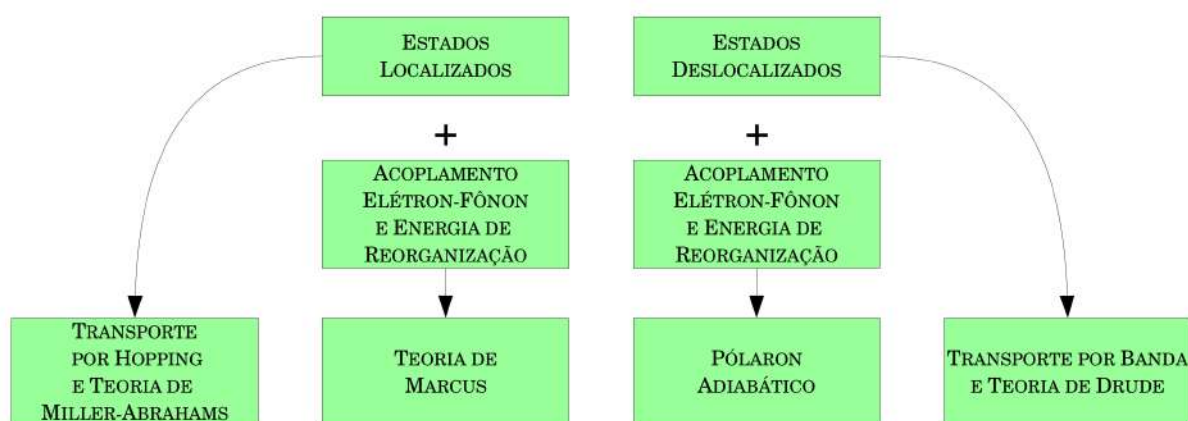 ESTADOS
LOCALIZADOS
ESTADOS
DESLOCALIZADOS
+
+
ACOPLAMENTO
ELÉTRON-FÔNON
E ENERGIA DE
REORGANIZAÇÃO
ACOPLAMENTO
ELÉTRON-FÔNON
E ENERGIA DE
REORGANIZAÇÃO
TRANSPORTE
POR HOPPING
E TEORIA DE
MILLER-ABRAHAMS
TEORIA DE
MARCUS
PÓLARON
ADIABÁTICO
TRANSPORTE POR BANDA
E TEORIA DE DRUDE